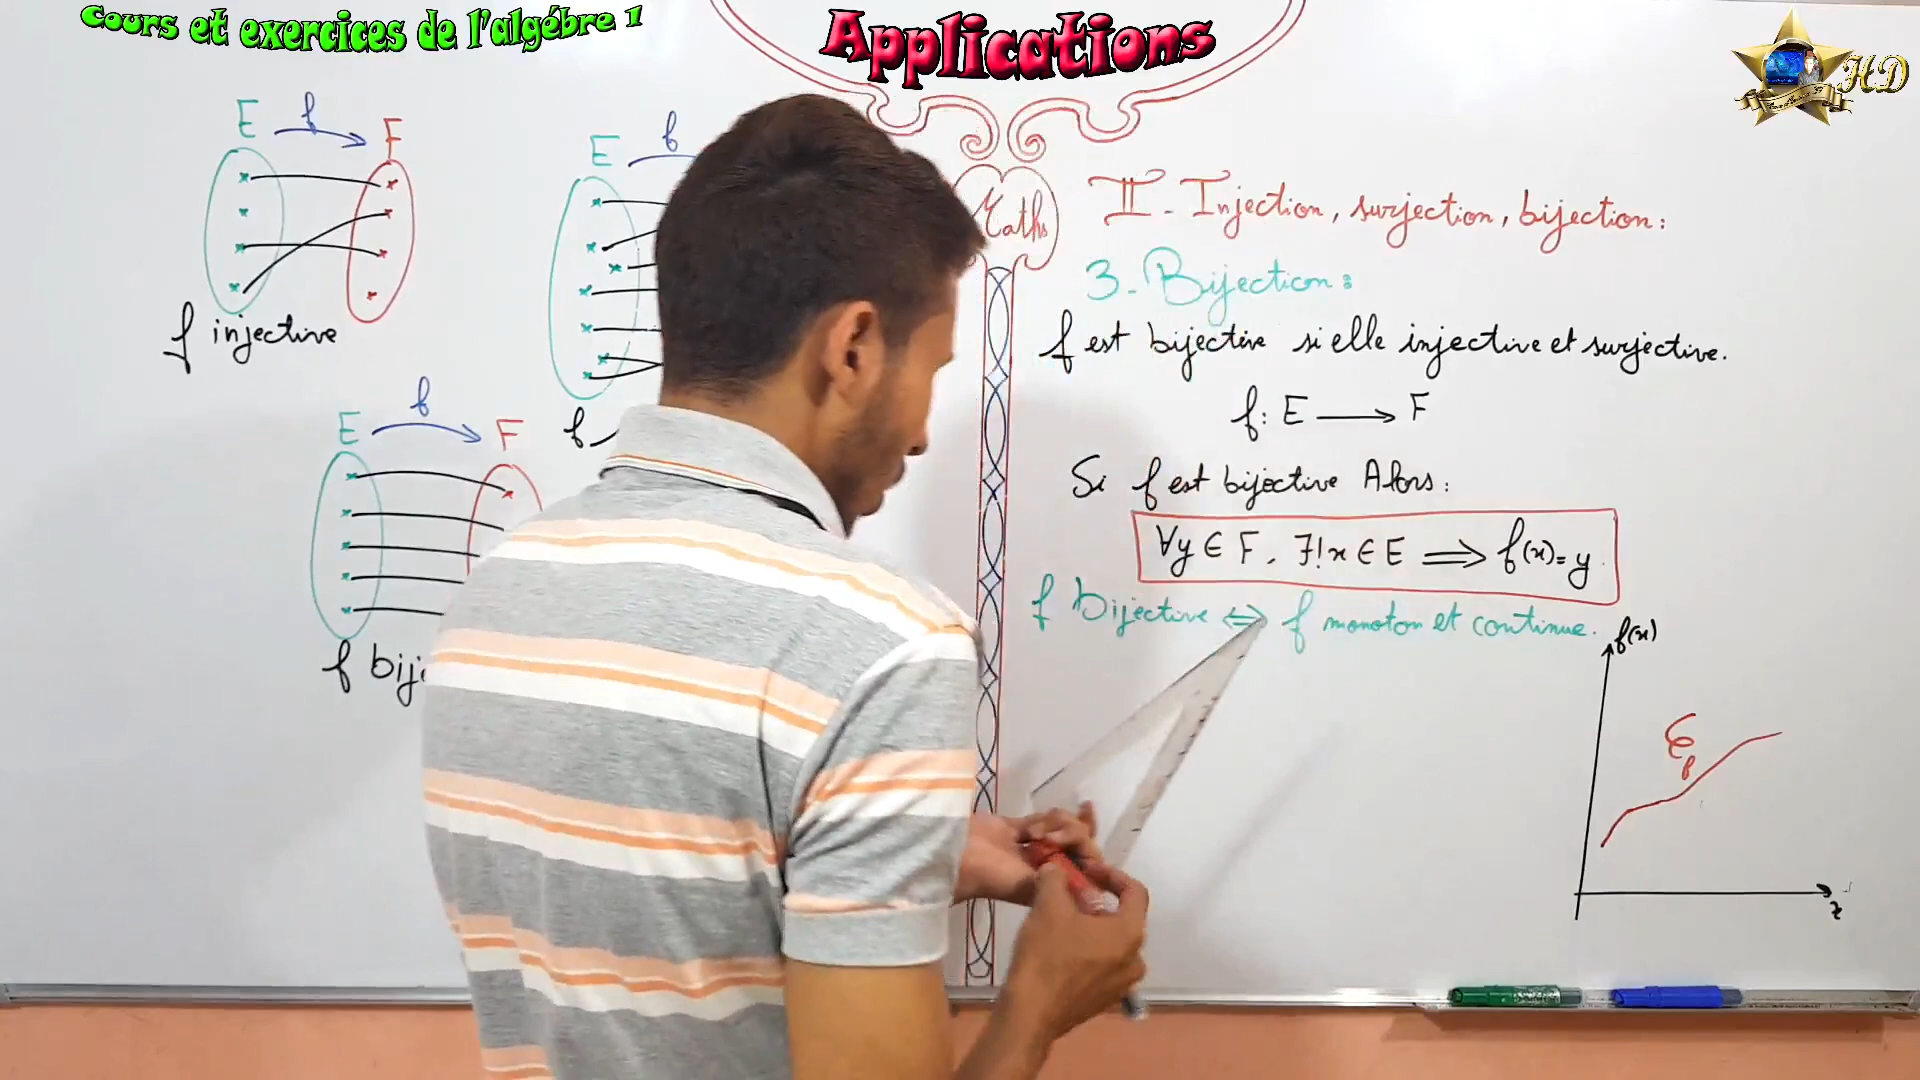 Cours et exercices de l'algébre 1
Applications
HD
E f F
f injective
E f
f
E f F
f bij
Maths
II - Injection, surjection, bijection :
3 - Bijection :
f est bijective si elle injective et surjective.
f : E ⟶ F
Si f est bijective Alors :
∀y ∈ F , ∃! x ∈ E ⟹ f(x) = y
f Bijective ⟺ f monoton et continue.
f(x)
C_f
x